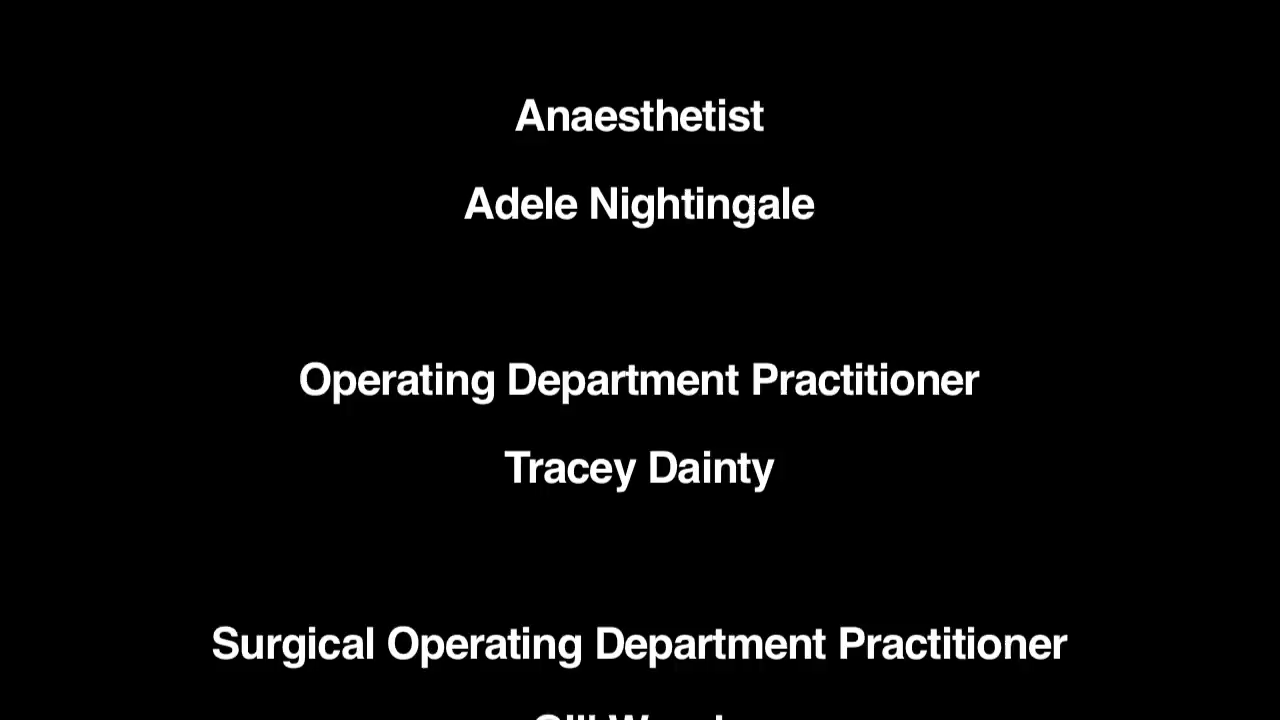 Anaesthetist
Adele Nightingale
Operating Department Practitioner
Tracey Dainty
Surgical Operating Department Practitioner